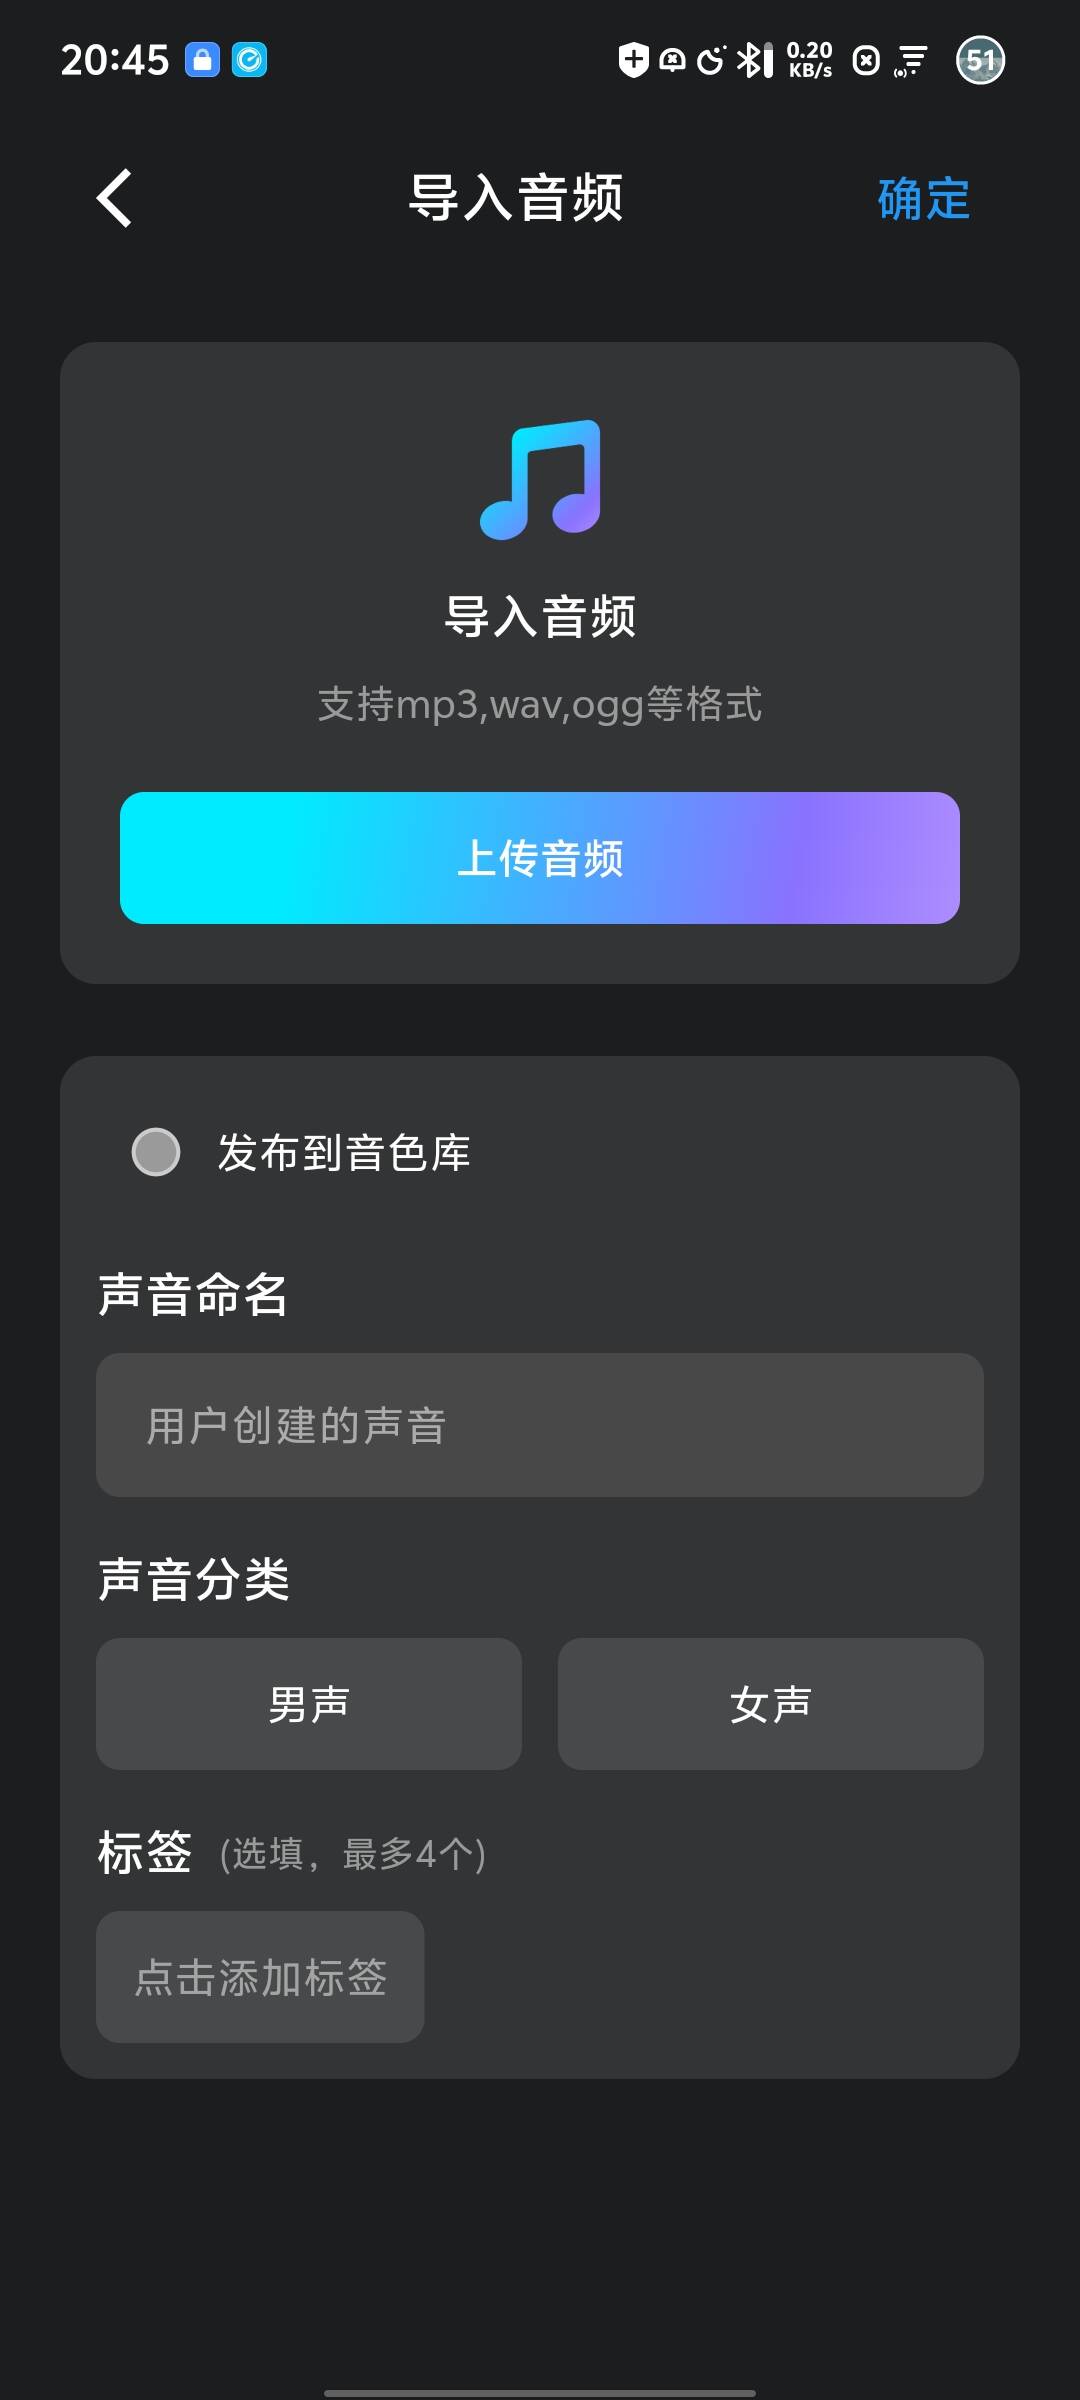 20:45
0.20
KB/s
51
导入音频
确定
导入音频
支持mp3,wav,ogg等格式
上传音频
发布到音色库
声音命名
用户创建的声音
声音分类
男声
女声
标签 (选填，最多4个)
点击添加标签